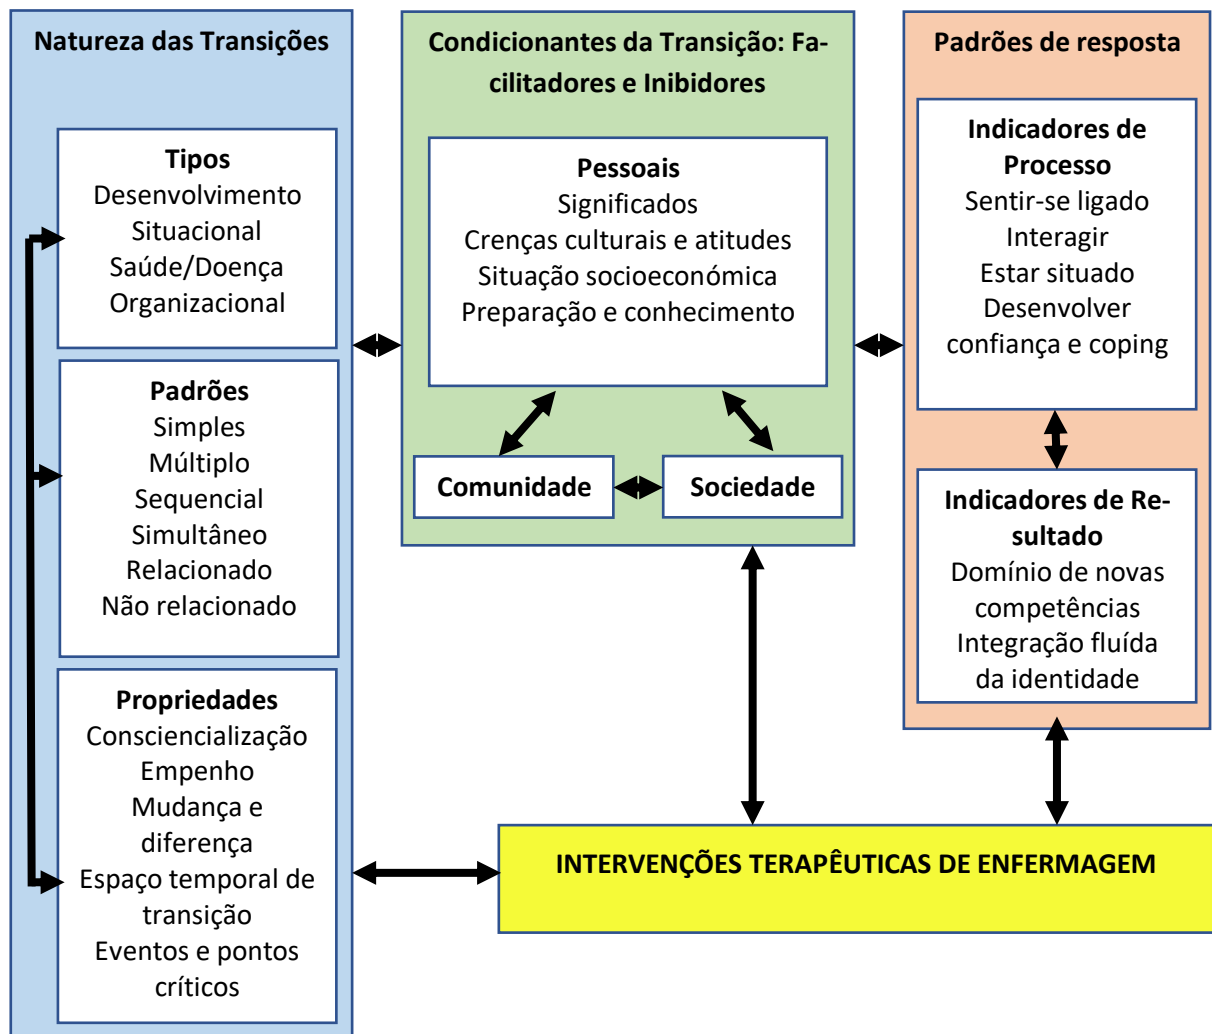 Natureza das Transições
Tipos
Desenvolvimento
Situacional
Saúde/Doença
Organizacional
Padrões
Simples
Múltiplo
Sequencial
Simultâneo
Relacionado
Não relacionado
Propriedades
Consciencialização
Empenho
Mudança e
diferença
Espaço temporal de
transição
Eventos e pontos
críticos
Condicionantes da Transição: Fa-
cilitadores e Inibidores
Pessoais
Significados
Crenças culturais e atitudes
Situação socioeconómica
Preparação e conhecimento
Comunidade
Sociedade
Padrões de resposta
Indicadores de
Processo
Sentir-se ligado
Interagir
Estar situado
Desenvolver
confiança e coping
Indicadores de Re-
sultado
Domínio de novas
competências
Integração fluída
da identidade
INTERVENÇÕES TERAPÊUTICAS DE ENFERMAGEM